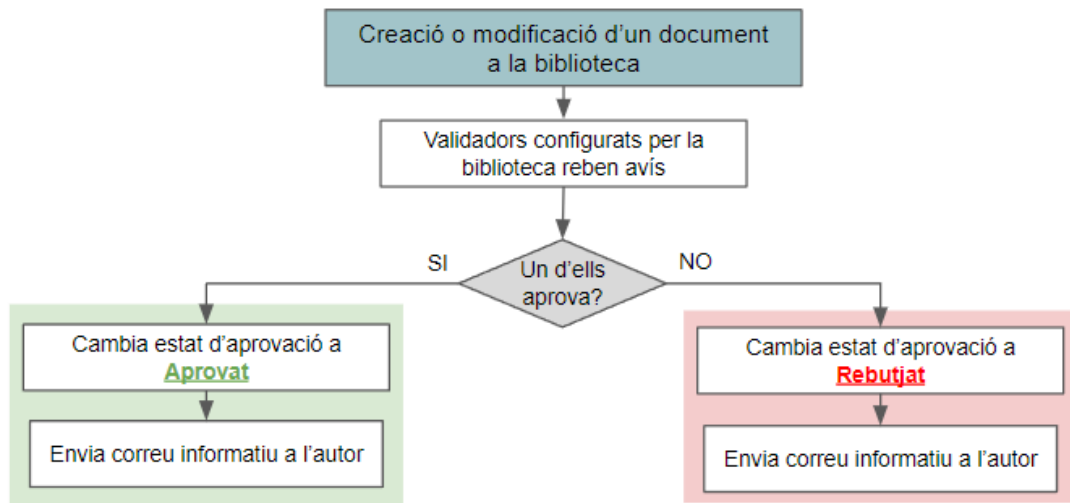 Creació o modificació d’un document
a la biblioteca
Validadors configurats per la
biblioteca reben avís
SI
NO
Un d’ells
aprova?
Cambia estat d’aprovació a
Aprovat
Envia correu informatiu a l’autor
Cambia estat d’aprovació a
Rebutjat
Envia correu informatiu a l’autor